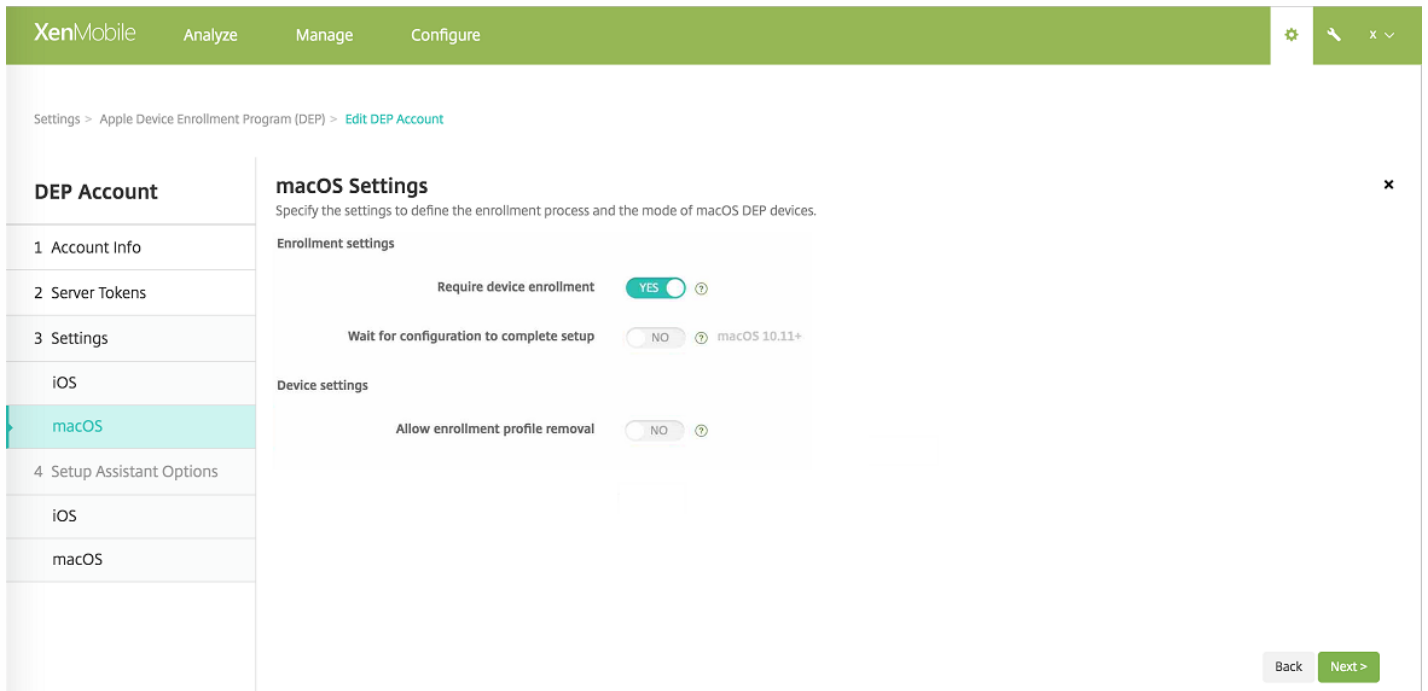 XenMobile Analyze Manage Configure X
Settings > Apple Device Enrollment Program (DEP) > Edit DEP Account
DEP Account
1 Account Info
2 Server Tokens
3 Settings
iOS
macOS
4 Setup Assistant Options
iOS
macOS
macOS Settings
Specify the settings to define the enrollment process and the mode of macOS DEP devices.
Enrollment settings
Require device enrollment YES ?
Wait for configuration to complete setup NO ? macOS 10.11+
Device settings
Allow enrollment profile removal NO ?
Back Next >